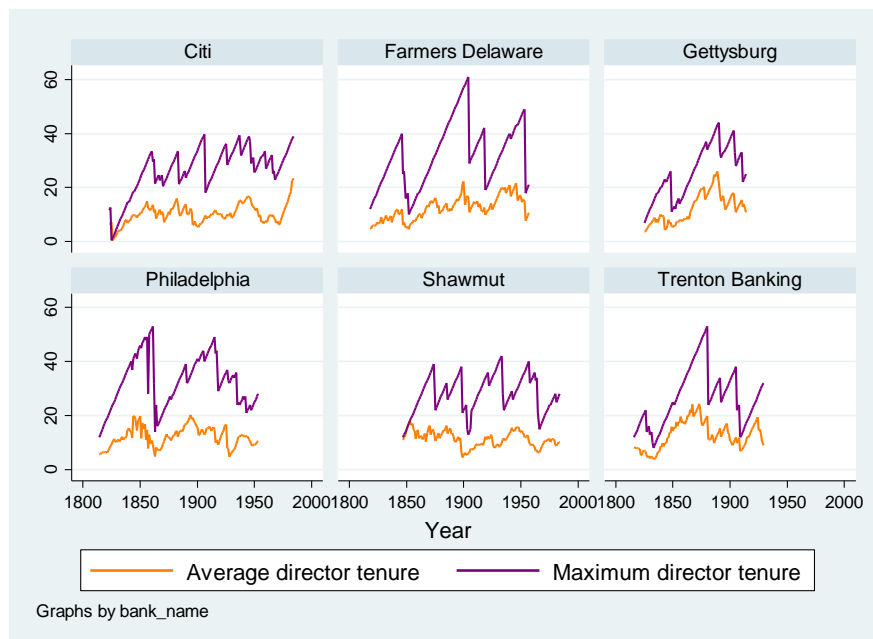 Citi Farmers Delaware Gettysburg
60
40
20
0
Philadelphia Shawmut Trenton Banking
60
40
20
0
1800 1850 1900 1950 2000 1800 1850 1900 1950 2000 1800 1850 1900 1950 2000
Year
Average director tenure Maximum director tenure
Graphs by bank_name